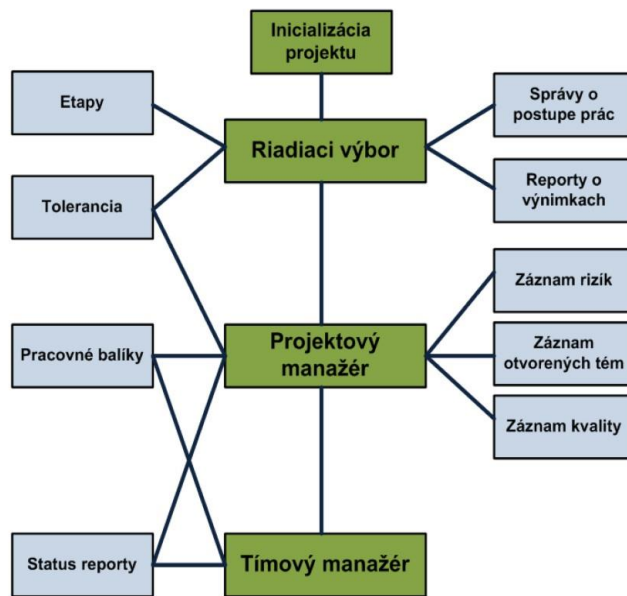 Inicializácia
projektu
Etapy
Správy o
postupe prác
Riadiaci výbor
Tolerancia
Reporty o
výnimkach
Záznam rizík
Pracovné balíky
Projektový
manažér
Záznam
otvorených tém
Záznam kvality
Status reporty
Tímový manažér